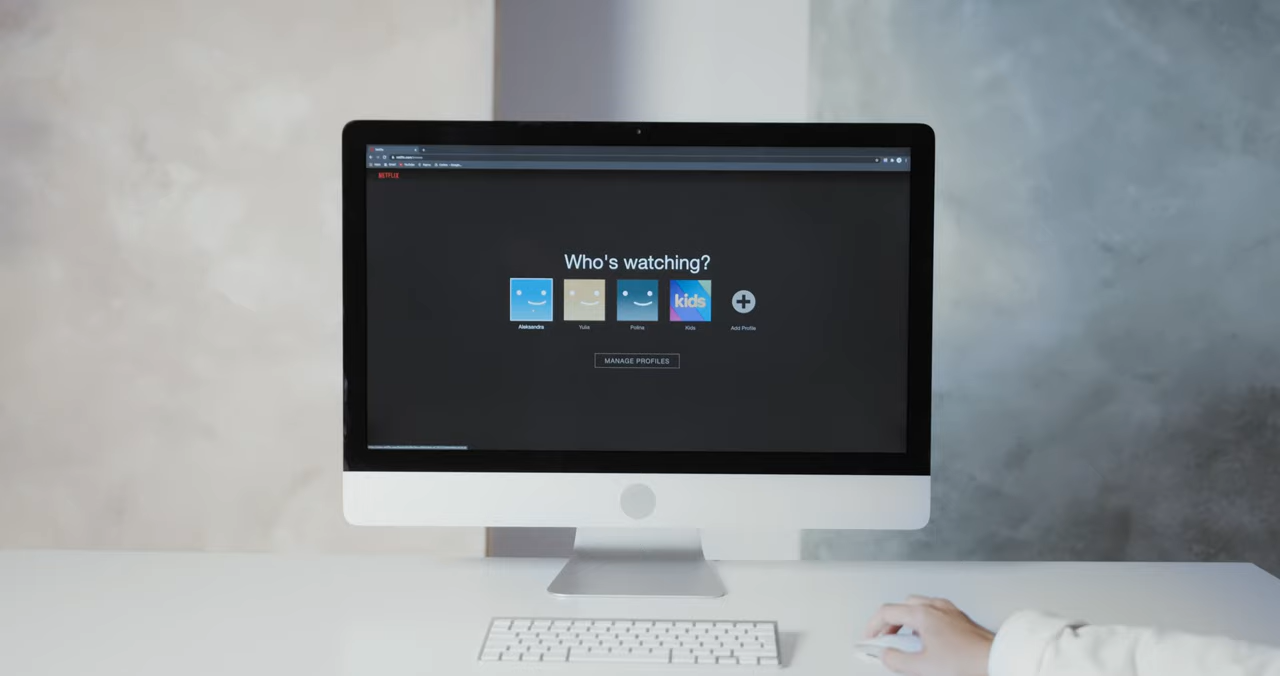 NETFLIX
Who's watching?
kids
Aleksandra
Yulia
Polina
Kids
Add Profile
MANAGE PROFILES